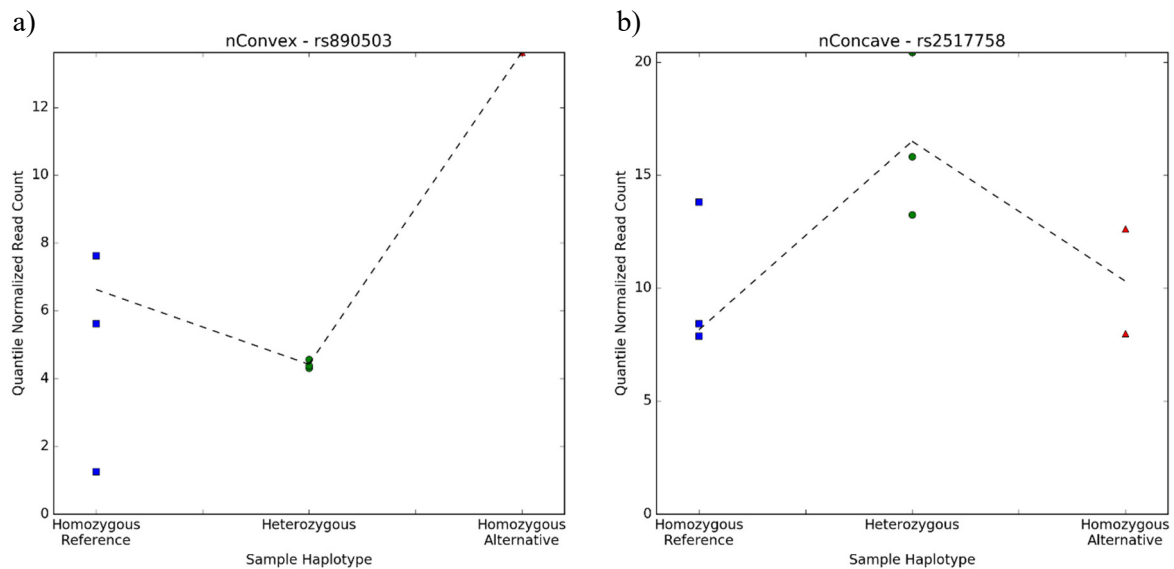 a)
nConvex - rs890503
Quantile Normalized Read Count
12
10
8
6
4
2
0
Homozygous Reference
Heterozygous
Homozygous Alternative
Sample Haplotype
b)
nConcave - rs2517758
Quantile Normalized Read Count
20
15
10
5
0
Homozygous Reference
Heterozygous
Homozygous Alternative
Sample Haplotype